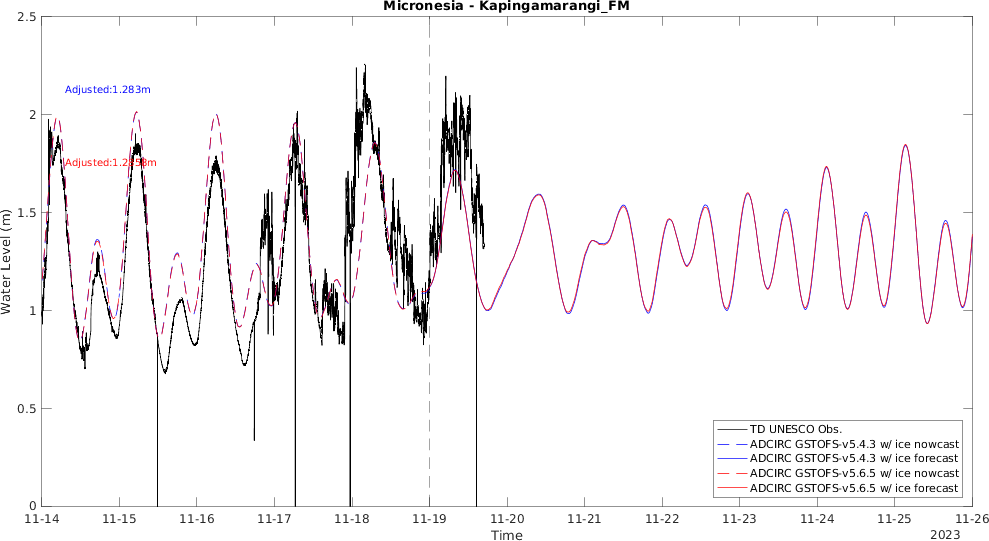 Micronesia - Kapingamarangi_FM
2.5
2
1.5
1
0.5
0
Water Level (m)
Adjusted:1.283m
11-14
11-15
11-16
11-17
11-18
11-19
11-20
11-21
11-22
11-23
11-24
11-25
11-26
Time
2023
TD UNESCO Obs.
ADCIRC GSTOFS-v5.4.3 w/ ice nowcast
ADCIRC GSTOFS-v5.4.3 w/ ice forecast
ADCIRC GSTOFS-v5.6.5 w/ ice nowcast
ADCIRC GSTOFS-v5.6.5 w/ ice forecast